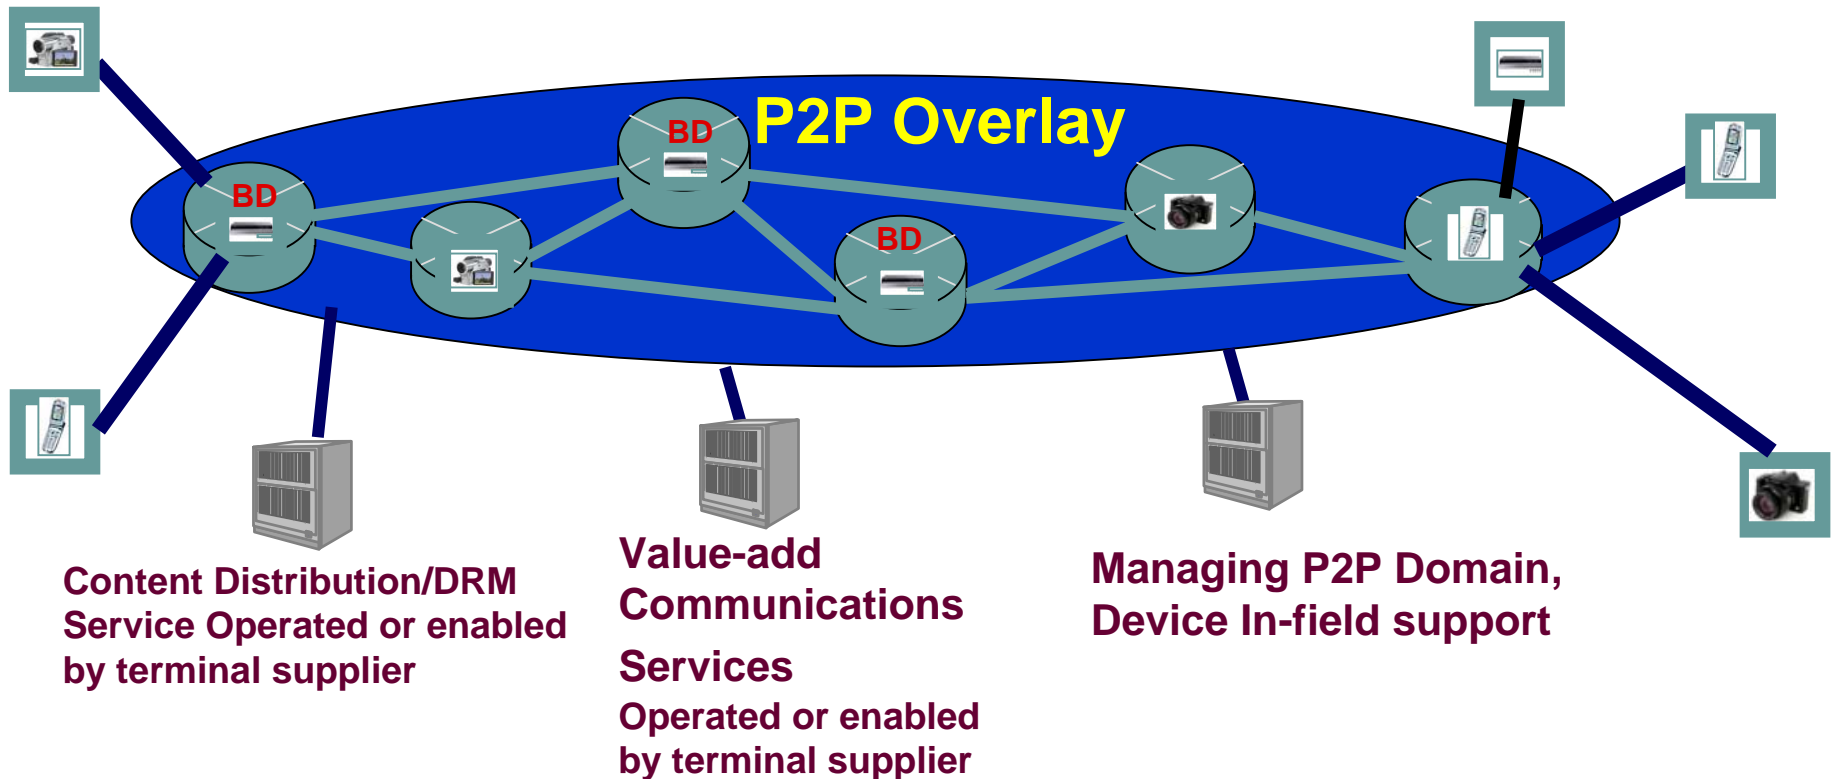 P2P Overlay
BD
BD
BD
Content Distribution/DRM
Service Operated or enabled
by terminal supplier
Value-add
Communications
Services
Operated or enabled
by terminal supplier
Managing P2P Domain,
Device In-field support